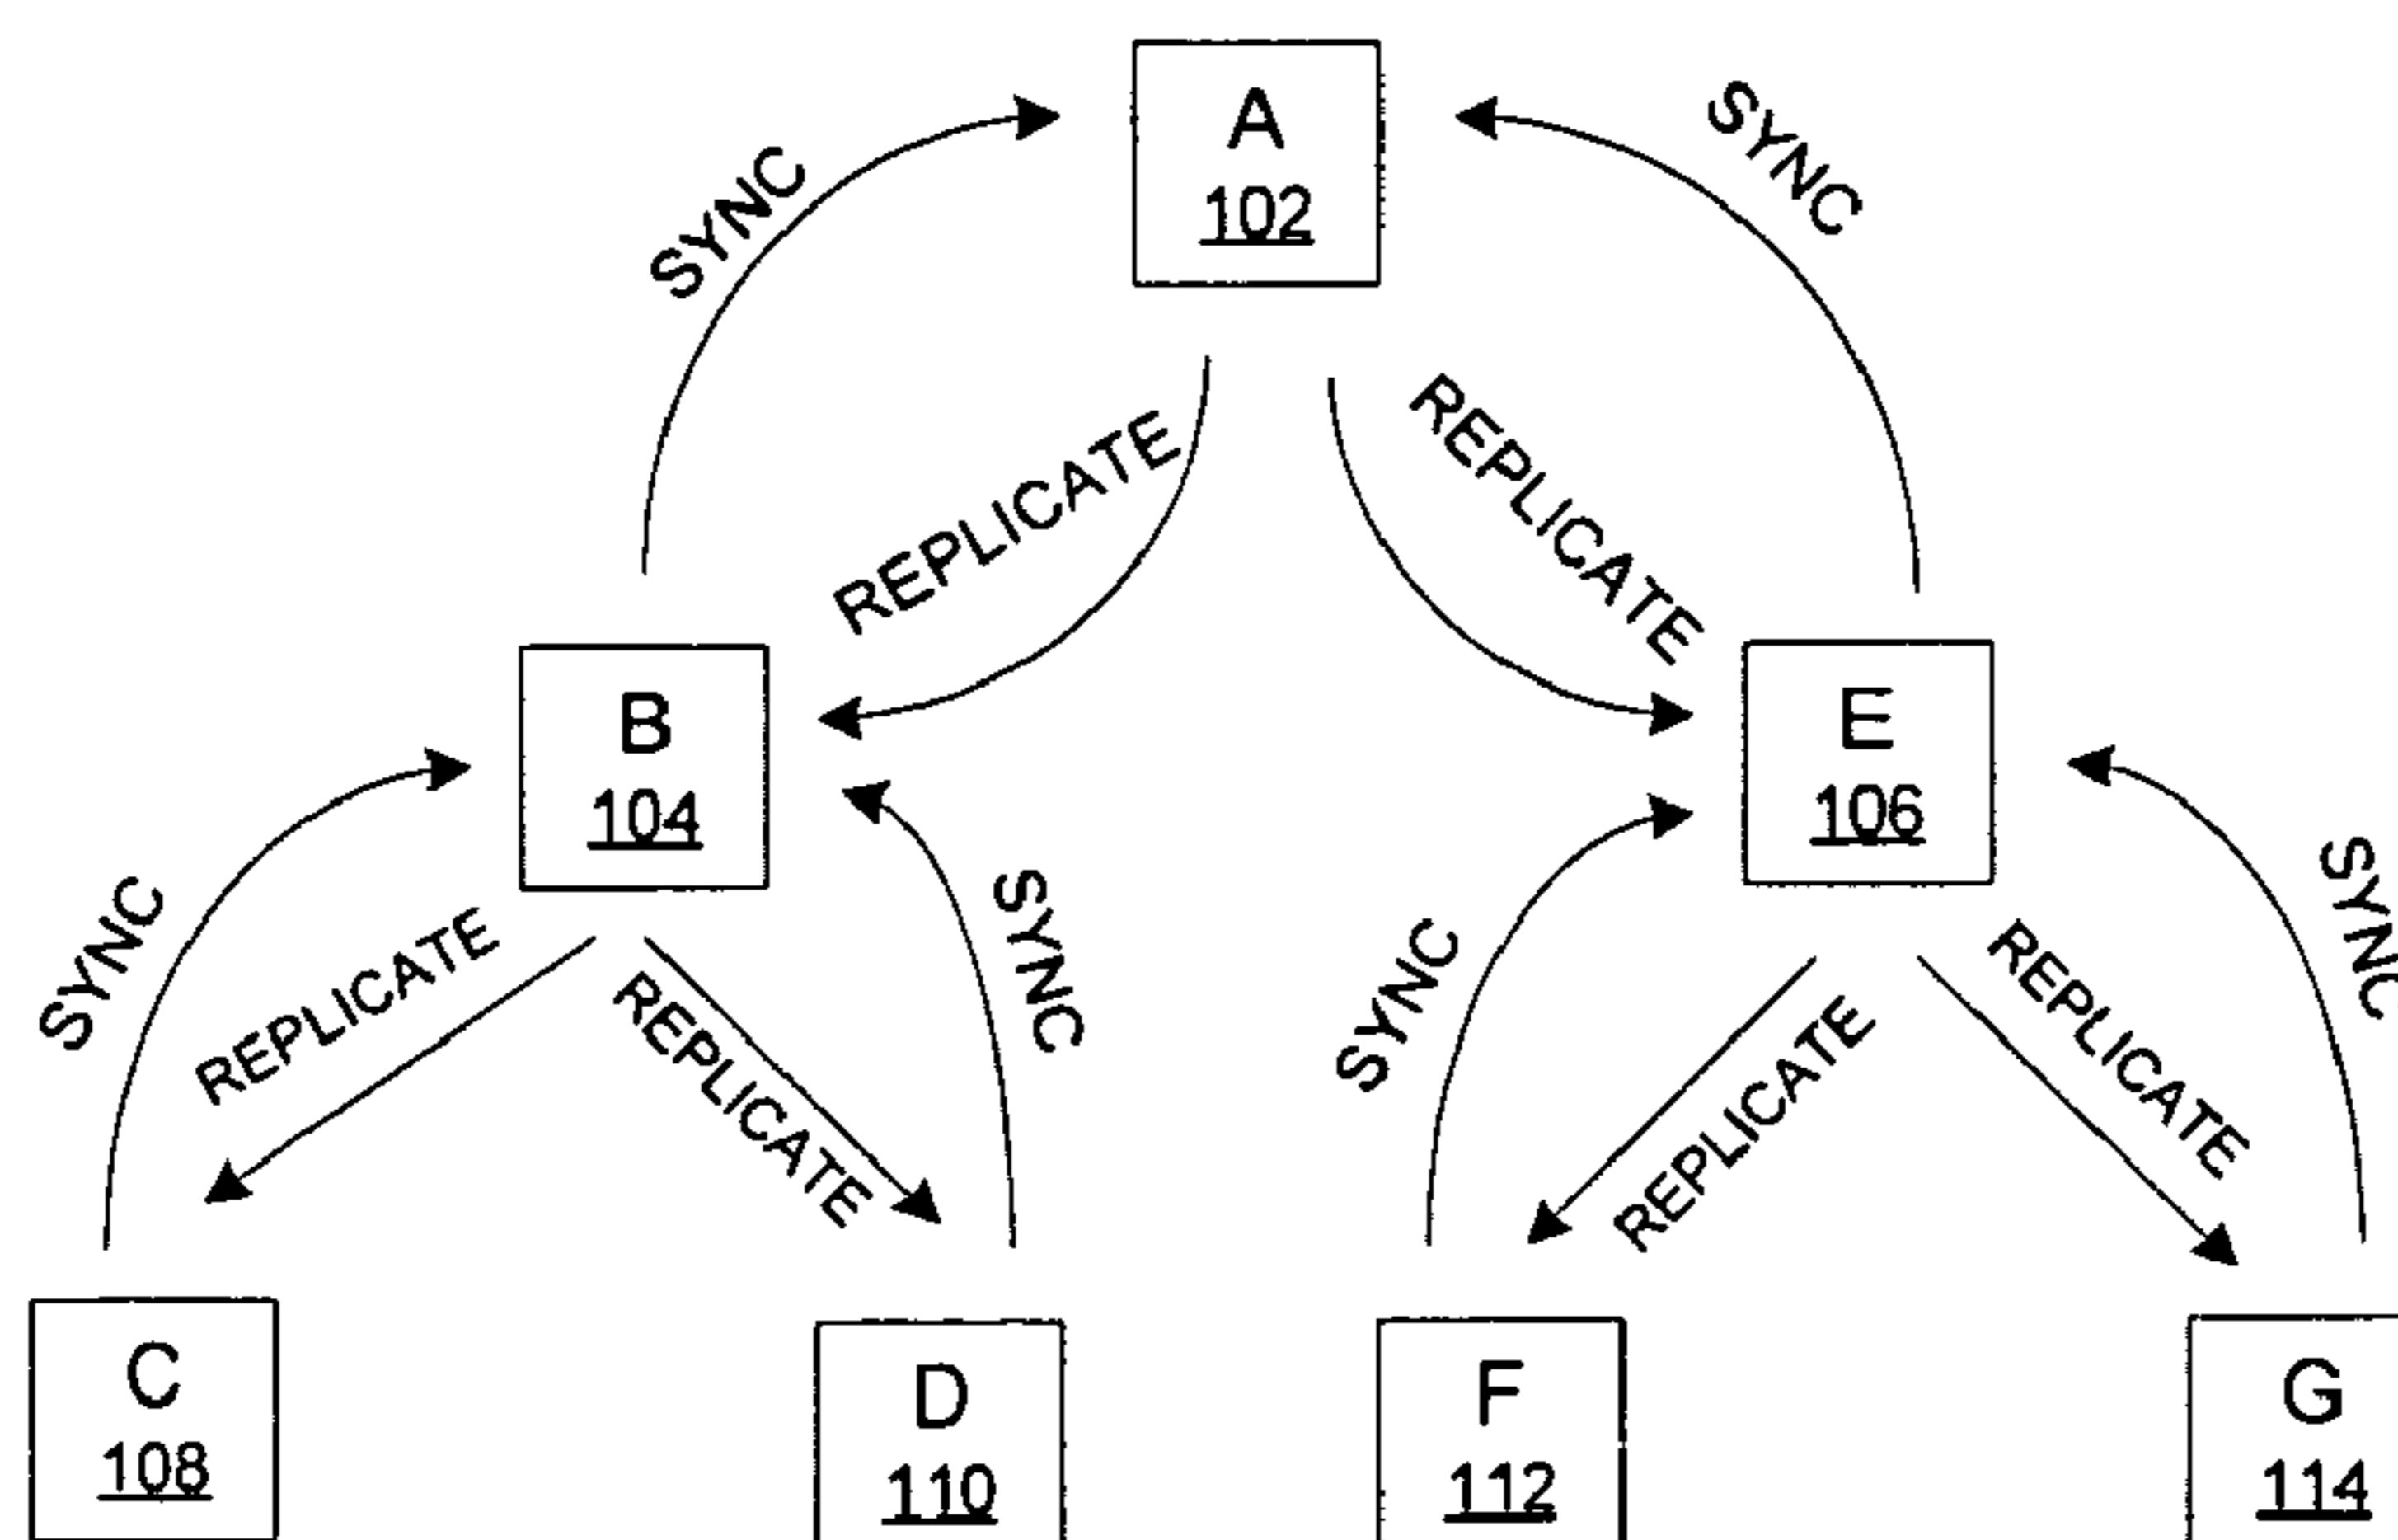 A
102
SYNC
SYNC
REPLICATE
REPLICATE
B
104
E
106
SYNC
REPLICATE
REPLICATE
SYNC
SYNC
REPLICATE
REPLICATE
SYNC
C
108
D
110
F
112
G
114